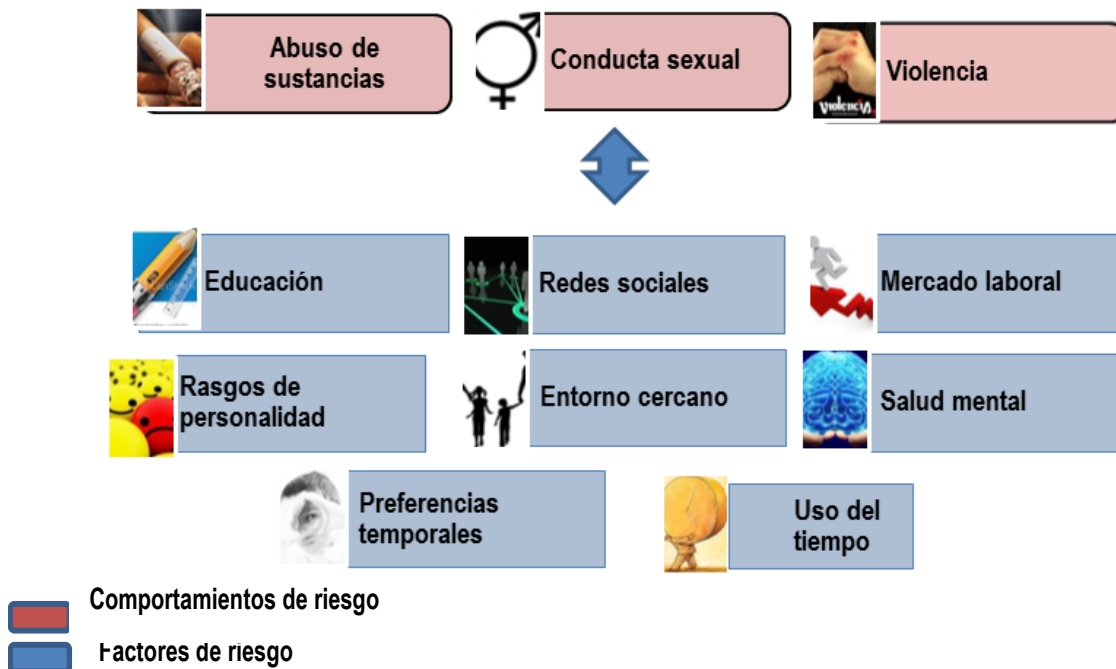 Abuso de
sustancias
Conducta sexual
Violencia
Violencia
Educación
Redes sociales
Mercado laboral
Rasgos de
personalidad
Entorno cercano
Salud mental
Preferencias
temporales
Uso del
tiempo
Comportamientos de riesgo
Factores de riesgo